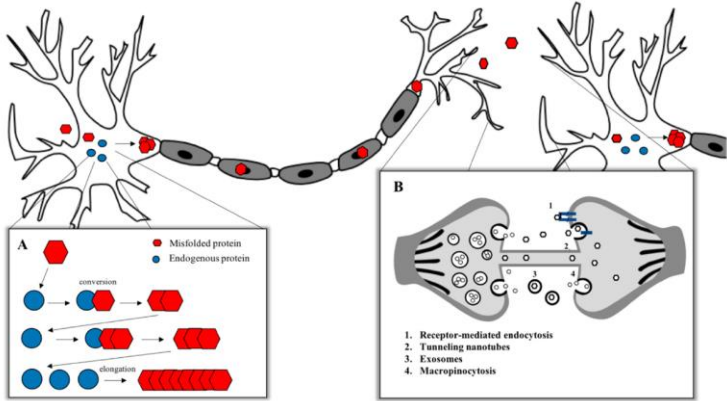 A
Misfolded protein
Endogenous protein
conversion
elongation
B
1
2
3
4
1. Receptor-mediated endocytosis
2. Tunneling nanotubes
3. Exosomes
4. Macropinocytosis